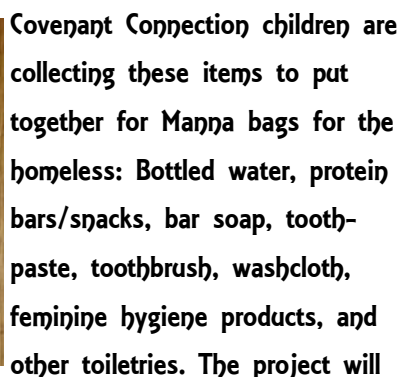 Covenant Connection children are
collecting these items to put
together for Manna bags for the
homeless: Bottled water, protein
bars/snacks, bar soap, tooth-
paste, toothbrush, washcloth,
feminine hygiene products, and
other toiletries. The project will